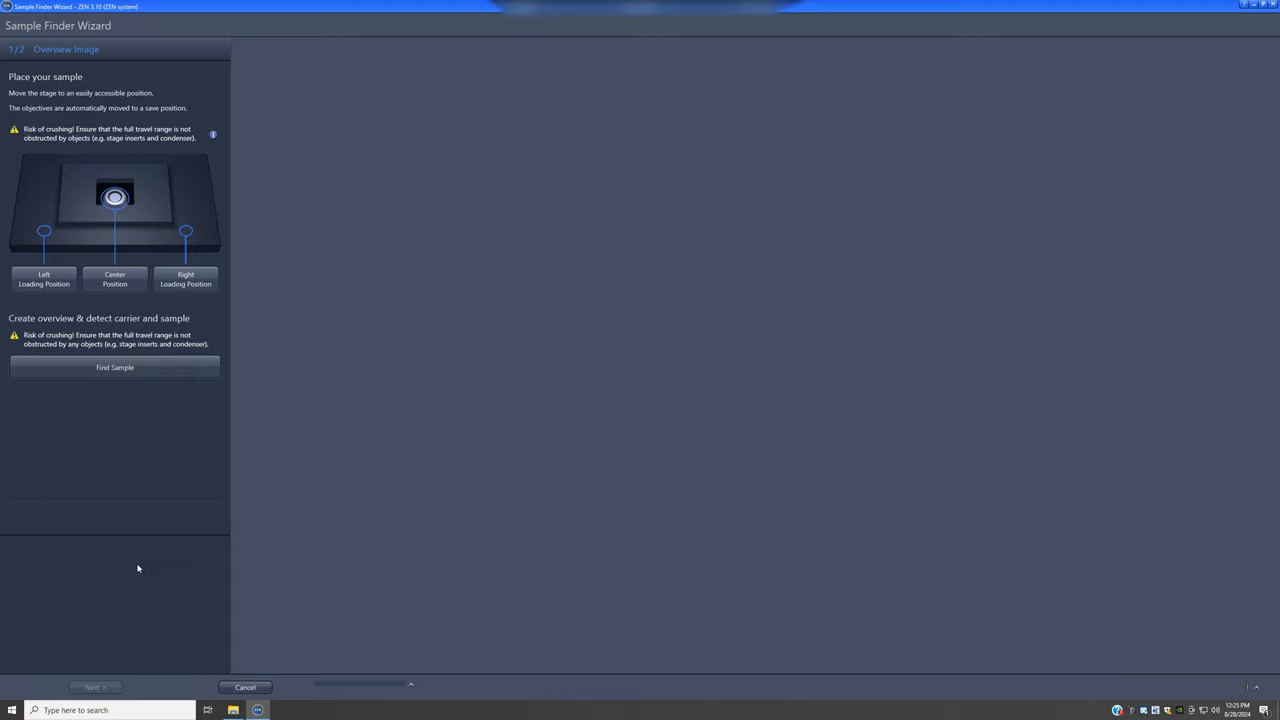 Sample Finder Wizard - ZEN 3.10 (ZEN system)
Sample Finder Wizard
1/2 Overview Image
Place your sample
Move the stage to an easily accessible position.
The objectives are automatically moved to a save position.
Risk of crushing! Ensure that the full travel range is not
obstructed by objects (e.g. stage inserts and condenser).
Left
Loading Position
Center
Position
Right
Loading Position
Create overview & detect carrier and sample
Risk of crushing! Ensure that the full travel range is not
obstructed by any objects (e.g. stage inserts and condenser).
Find Sample
Next >
Cancel
Type here to search
12:25 PM
8/28/2024